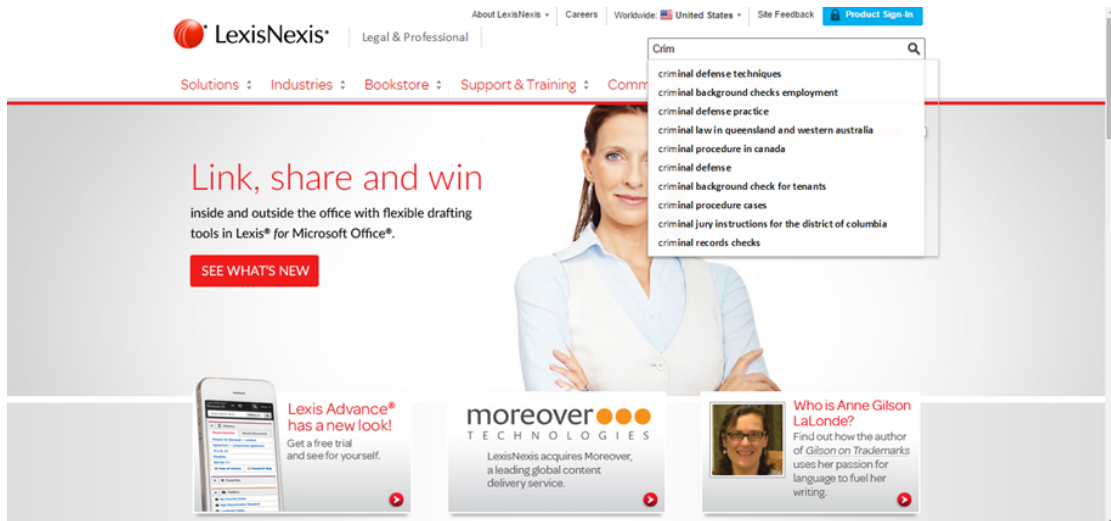 About LexisNexis
Careers
Worldwide: United States
Site Feedback
Product Sign-In
LexisNexis®
Legal & Professional
Crim
Solutions
Industries
Bookstore
Support & Training
Comm
criminal defense techniques
criminal background checks employment
criminal defense practice
criminal law in queensland and western australia
criminal procedure in canada
criminal defense
criminal background check for tenants
criminal procedure cases
criminal jury instructions for the district of columbia
criminal records checks
Link, share and win
inside and outside the office with flexible drafting
tools in Lexis® for Microsoft Office®.
SEE WHAT'S NEW
Lexis Advance®
has a new look!
Get a free trial
and see for yourself.
moreover
TECHNOLOGIES
LexisNexis acquires Moreover,
a leading global content
delivery service.
Who is Anne Gilson
LaLonde?
Find out how the author
of Gilson on Trademarks
uses her passion for
language to fuel her
writing.